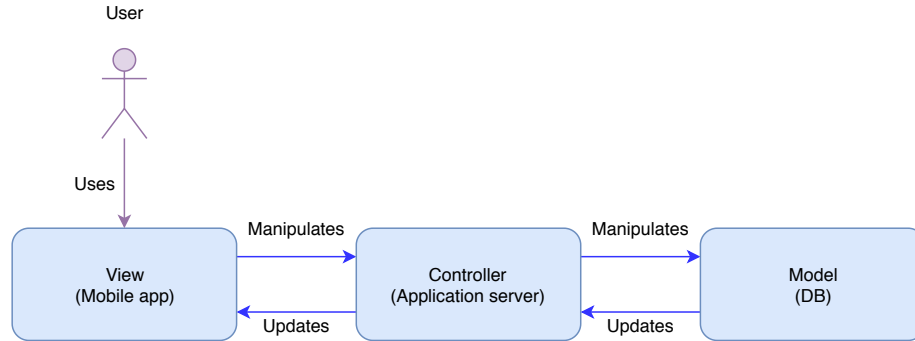 User
Uses
Manipulates
Manipulates
View
(Mobile app)
Controller
(Application server)
Model
(DB)
Updates
Updates